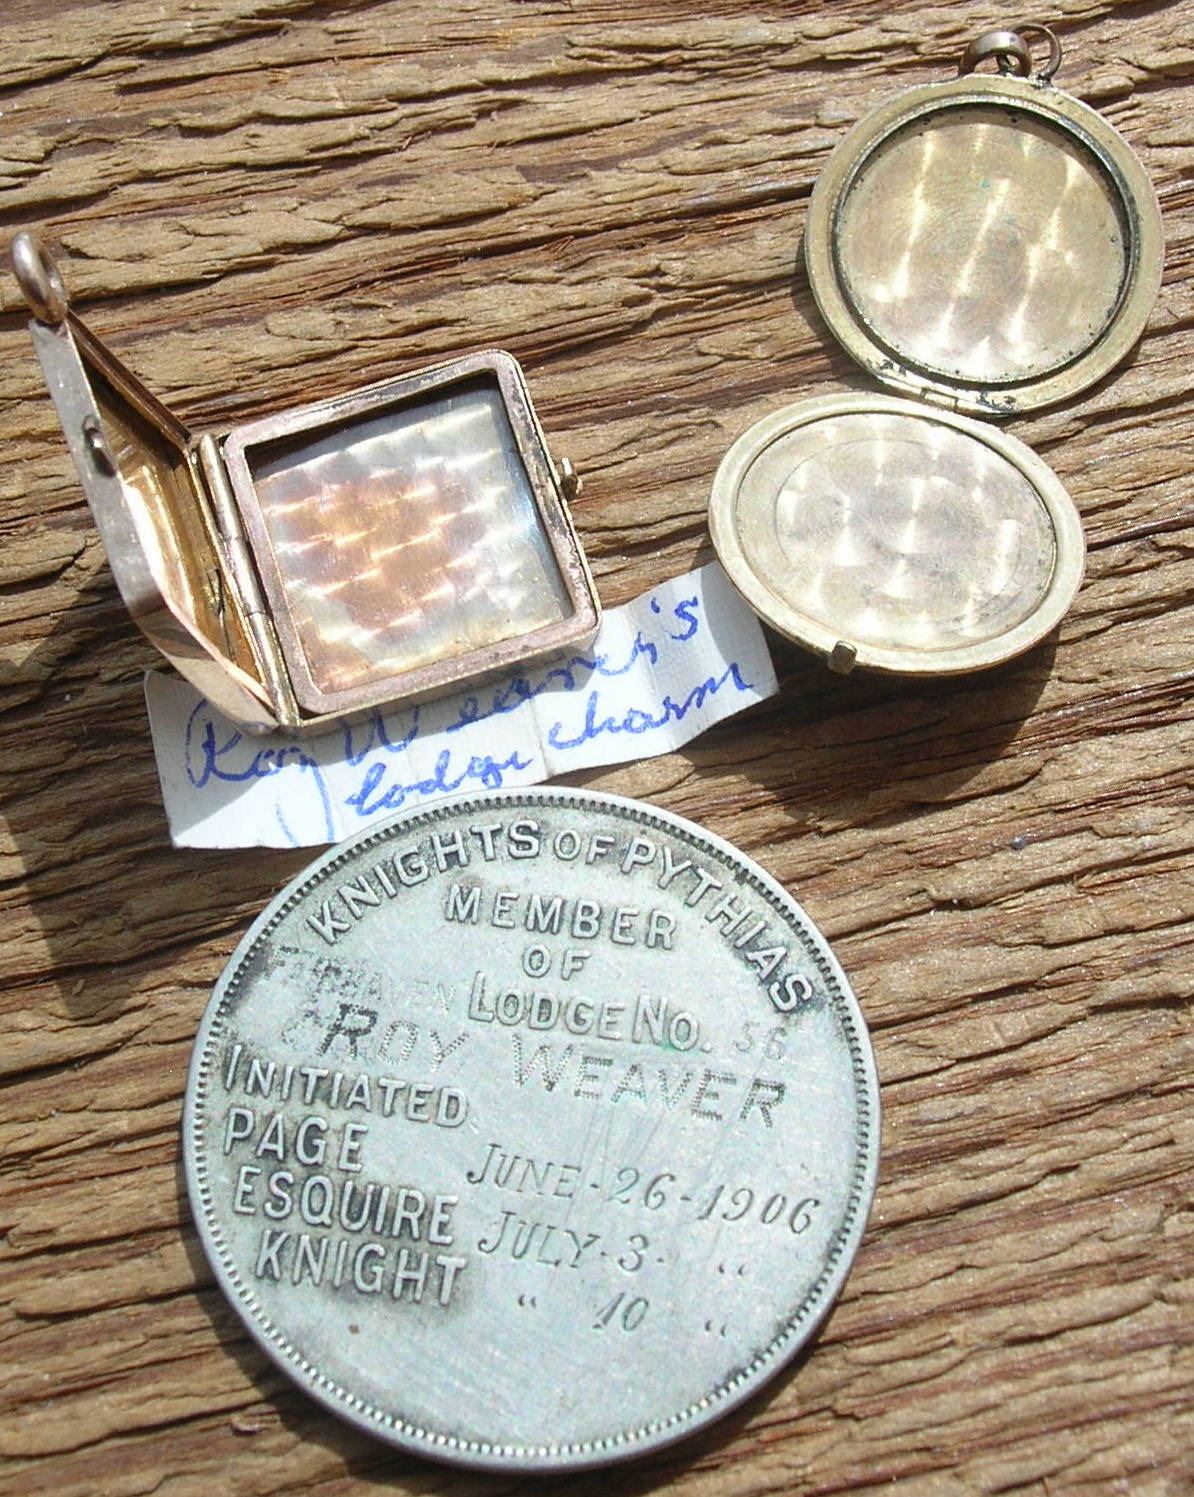 Roy Weaver's
lodge charm
KNIGHTS OF PYTHIAS
MEMBER
OF
FAIRHAVEN LODGE No. 56
ROY WEAVER
INITIATED
PAGE JUNE-26-1906
ESQUIRE JULY-3- "
KNIGHT " 10 "